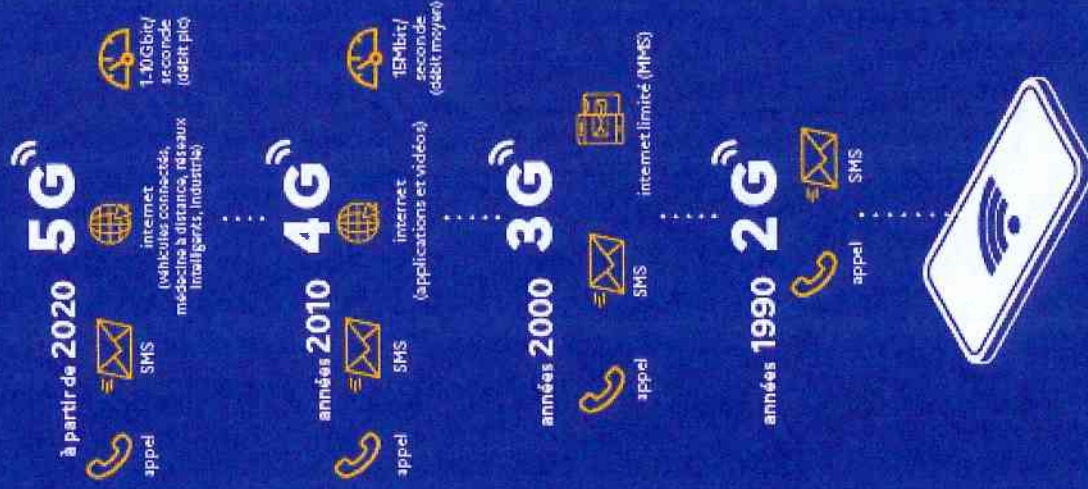 à partir de 2020 5G
appel
SMS
internet
(véhicules connectés,
médecine à distance, réseaux
intelligents, industrie)
1-10Gbit/
seconde
(débit pic)
années 2010 4G
appel
SMS
internet
(applications et vidéos)
15Mbit/
seconde
(débit moyen)
années 2000 3G
appel
SMS
internet limité (MMS)
années 1990 2G
appel
SMS